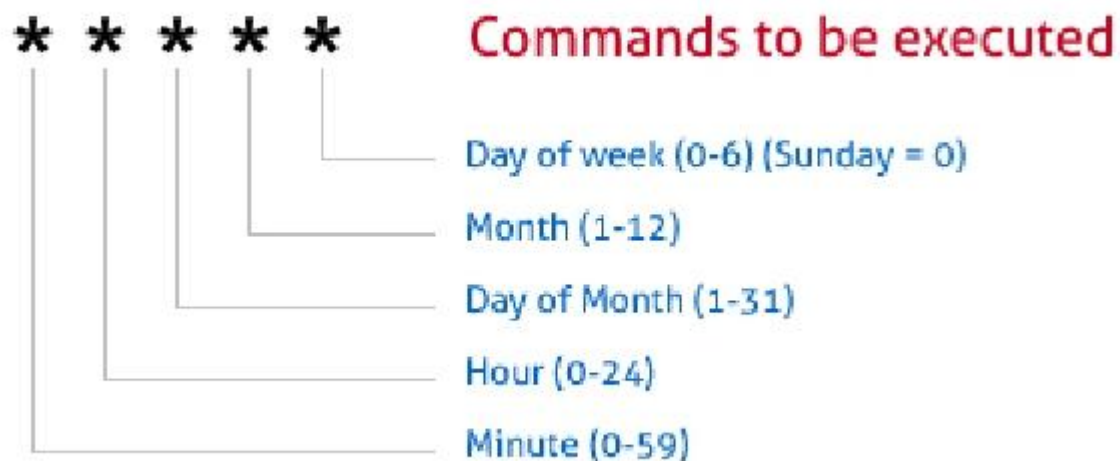 * * * * * Commands to be executed
Day of week (0-6) (Sunday = 0)
Month (1-12)
Day of Month (1-31)
Hour (0-24)
Minute (0-59)